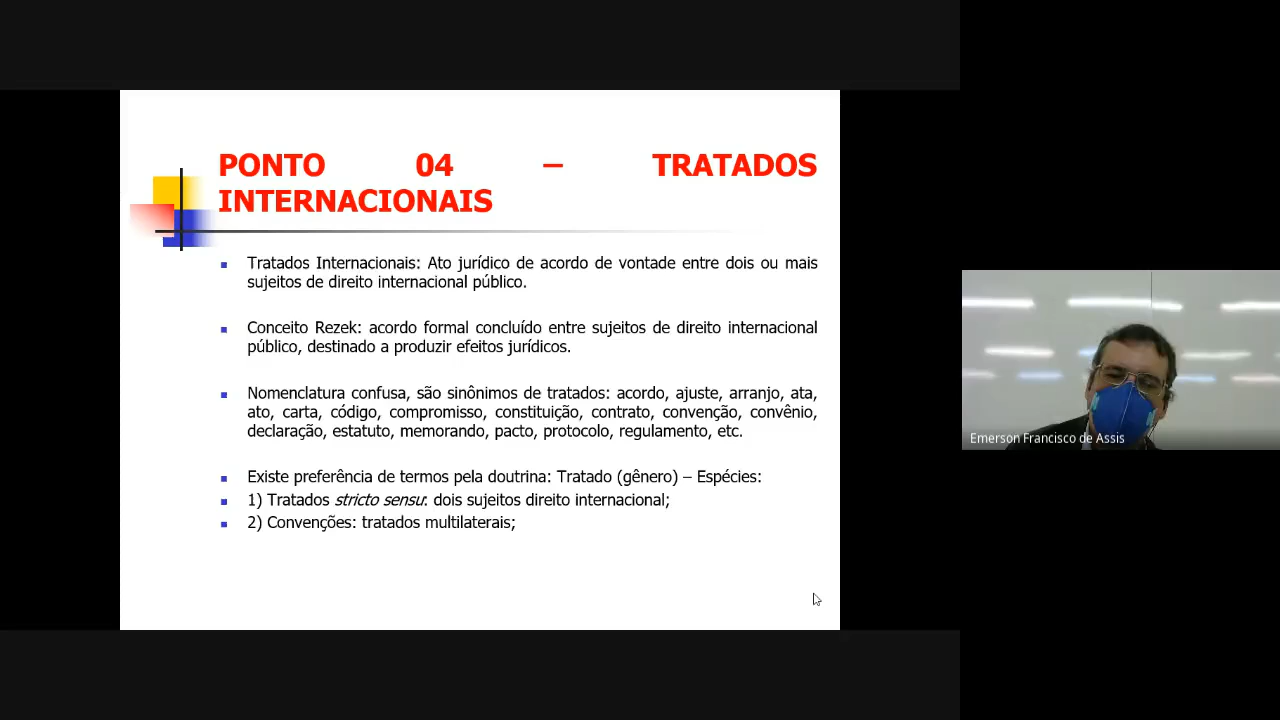 PONTO 04 – TRATADOS
INTERNACIONAIS
Tratados Internacionais: Ato jurídico de acordo de vontade entre dois ou mais
sujeitos de direito internacional público.
Conceito Rezek: acordo formal concluído entre sujeitos de direito internacional
público, destinado a produzir efeitos jurídicos.
Nomenclatura confusa, são sinônimos de tratados: acordo, ajuste, arranjo, ata,
ato, carta, código, compromisso, constituição, contrato, convenção, convênio,
declaração, estatuto, memorando, pacto, protocolo, regulamento, etc.
Existe preferência de termos pela doutrina: Tratado (gênero) – Espécies:
1) Tratados stricto sensu: dois sujeitos direito internacional;
2) Convenções: tratados multilaterais;
Emerson Francisco de Assis